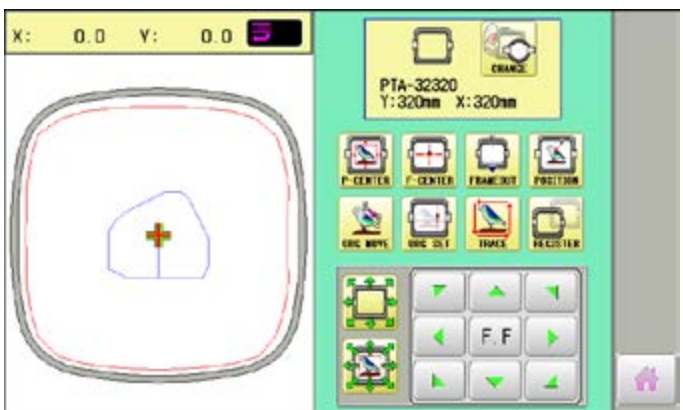 X: 0.0 Y: 0.0
CHANGE
PTA-32320
Y:320mm X:320mm
P-CENTER F-CENTER FRAMEOUT POSITION
ORG MOVE ORG SET TRACE REGISTER
F.F